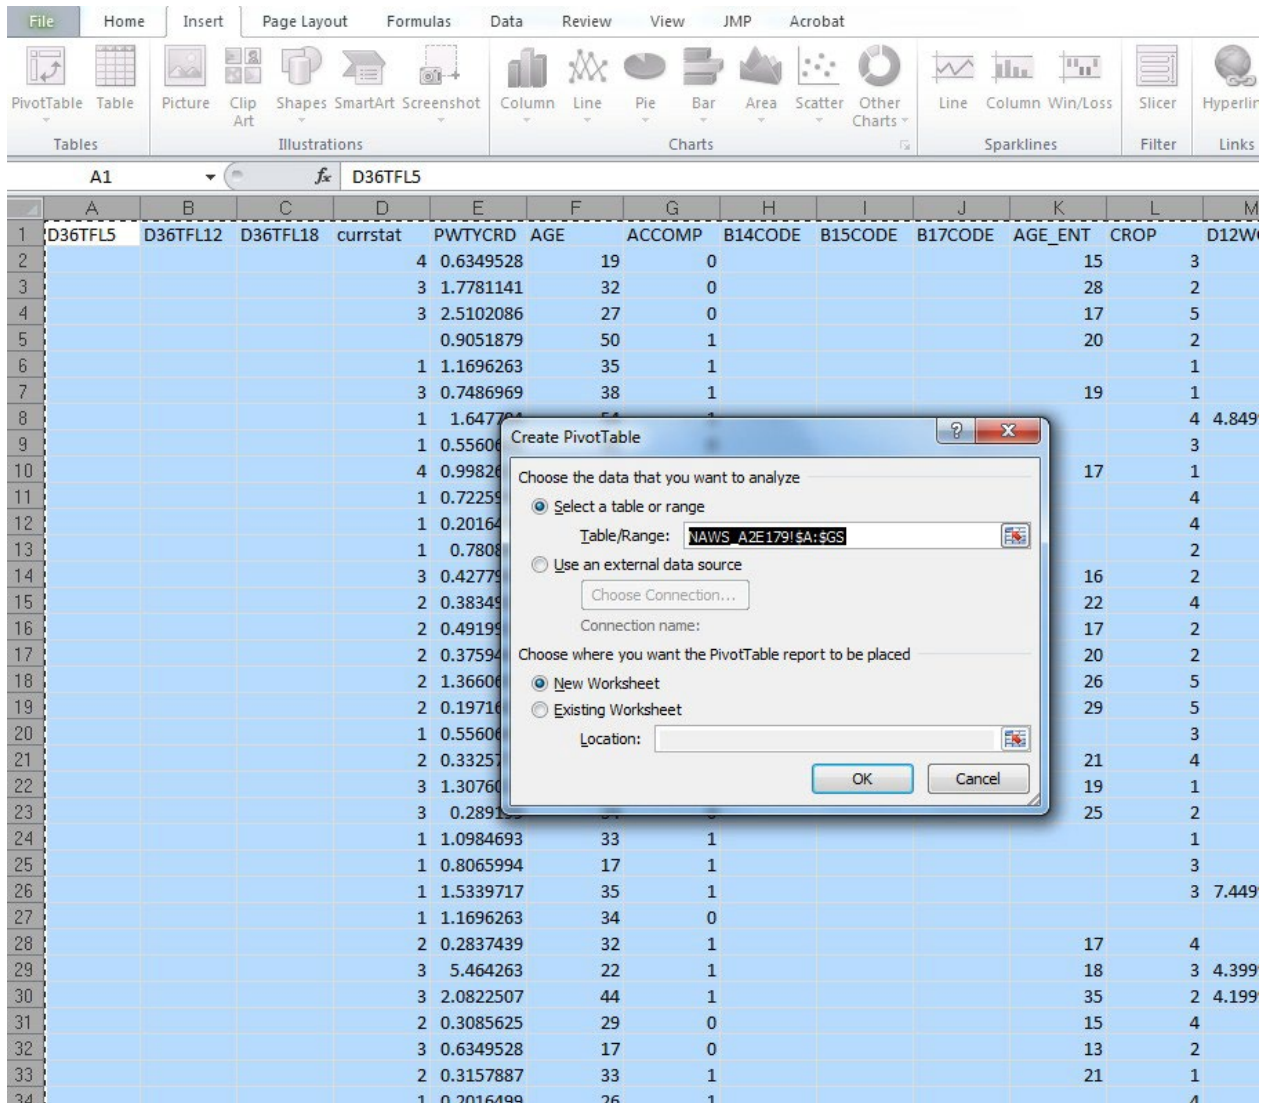 File Home Insert Page Layout Formulas Data Review View JMP Acrobat
PivotTable Table Picture Clip Art Shapes SmartArt Screenshot Column Line Pie Bar Area Scatter Other Charts Line Column Win/Loss Slicer
Tables Illustrations Charts Sparklines Filter Links
A1 fx D36TFL5
A B C D E F G H I J K L M
1 D36TFL5 D36TFL12 D36TFL18 currstat PWTYCRD AGE ACCOMP B14CODE B15CODE B17CODE AGE_ENT CROP
2 4 0.6349528 19 0 15 3
3 3 1.7781141 32 0 28 2
4 3 2.5102086 27 0 17 5
5 0.9051879 50 1 20 2
6 1 1.1696263 35 1 1
7 3 0.7486969 38 1 19 1
8 1 4
9 1 3
10 4 17 1
11 1 4
12 1 4
13 1 2
14 3 16 2
15 2 22 4
16 2 17 2
17 2 20 2
18 2 26 5
19 2 29 5
20 1 3
21 2 21 4
22 3 19 1
23 3 25 2
24 1 1.0984693 33 1 1
25 1 0.8065994 17 1 3
26 1 1.5339717 35 1 3
27 1 1.1696263 34 0
28 2 0.2837439 32 1 17 4
29 3 5.464263 22 1 18 3
30 3 2.0822507 44 1 35 2
31 2 0.3085625 29 0 15 4
32 3 0.6349528 17 0 13 2
33 2 0.3157887 33 1 21 1
34 1 0.2016499 26 1 4
Create PivotTable
Choose the data that you want to analyze
Select a table or range
Table/Range: NAWS_A2E179!$A:$GS
Use an external data source
Choose Connection...
Connection name:
Choose where you want the PivotTable report to be placed
New Worksheet
Existing Worksheet
Location:
OK Cancel